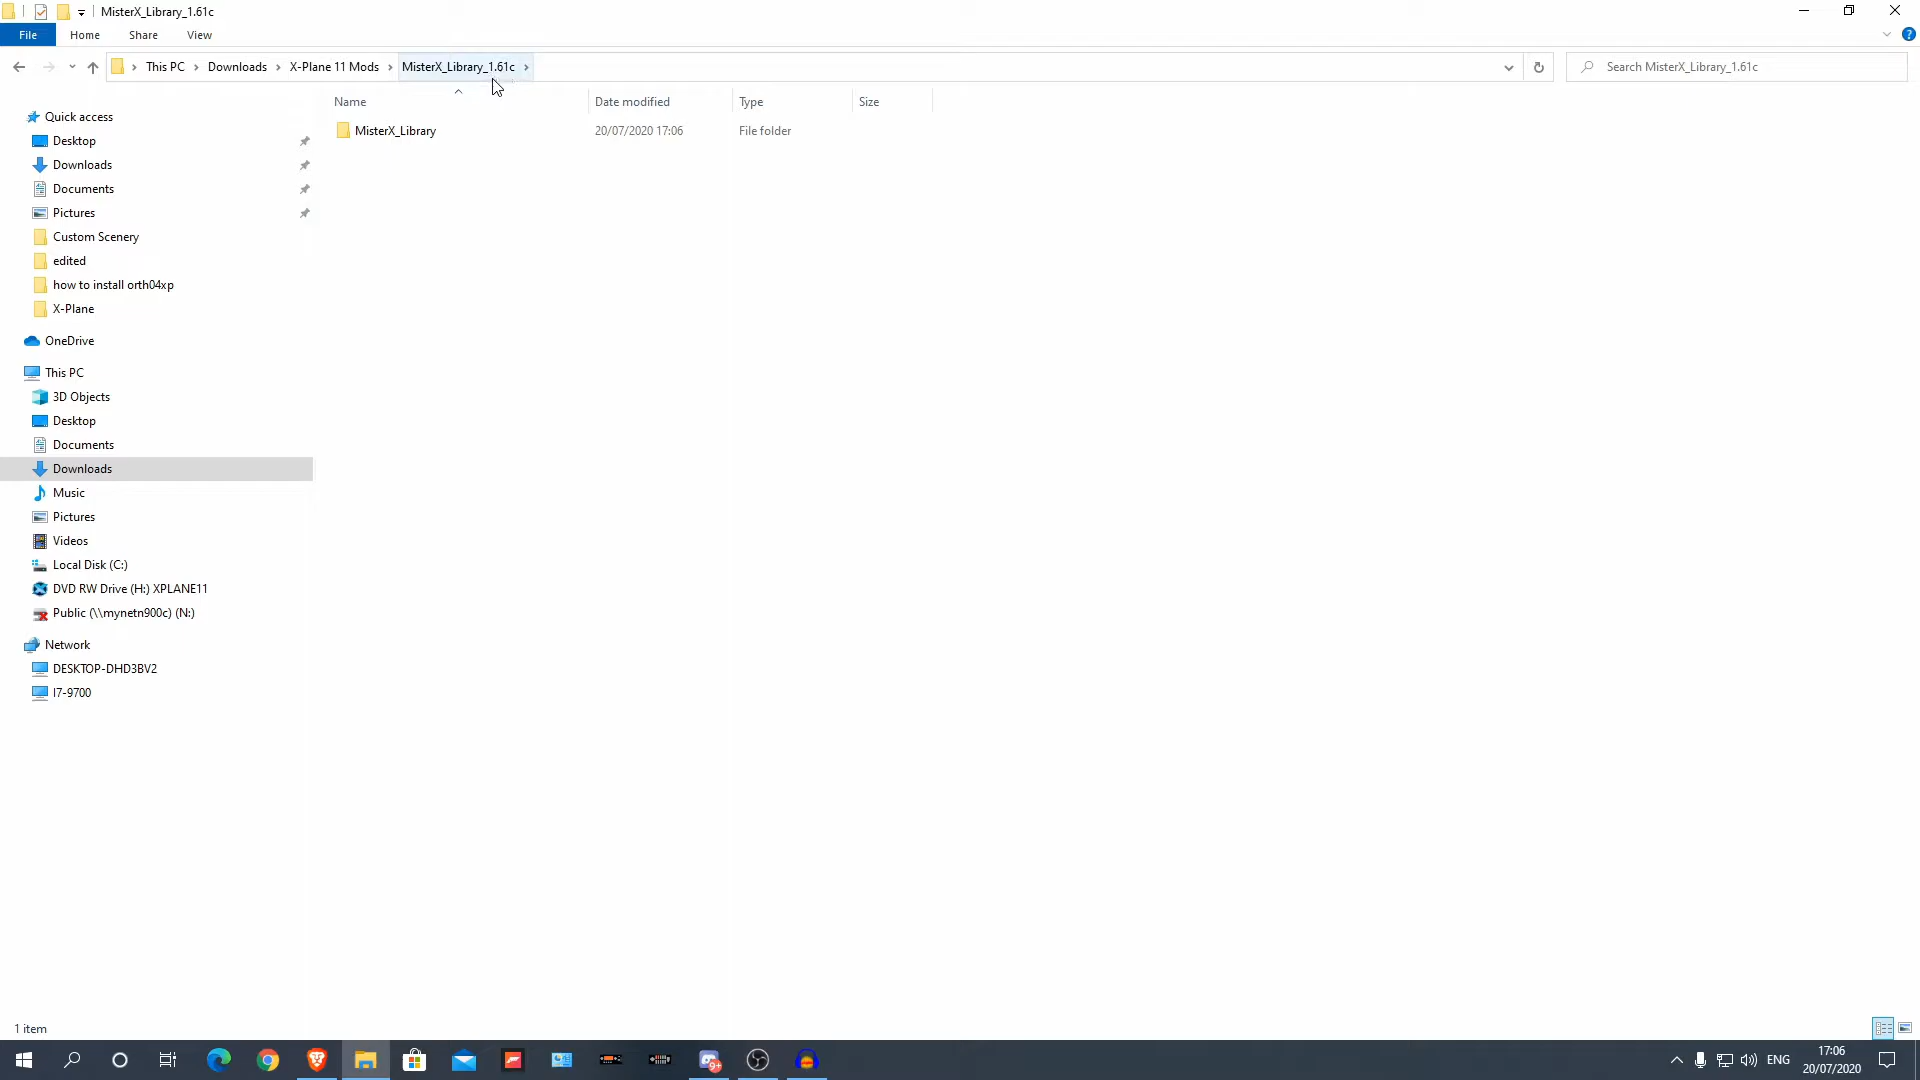 MisterX_Library_1.61c
File Home Share View
This PC Downloads X-Plane 11 Mods MisterX_Library_1.61c
Search MisterX_Library_1.61c
Name Date modified Type Size
MisterX_Library 20/07/2020 17:06 File folder
Quick access
Desktop
Downloads
Documents
Pictures
Custom Scenery
edited
how to install orth04xp
X-Plane
OneDrive
This PC
3D Objects
Desktop
Documents
Downloads
Music
Pictures
Videos
Local Disk (C:)
DVD RW Drive (H:) XPLANE11
Public (\\mynetn900c) (N:)
Network
DESKTOP-DHD3BV2
I7-9700
1 item
9+
ENG
17:06
20/07/2020